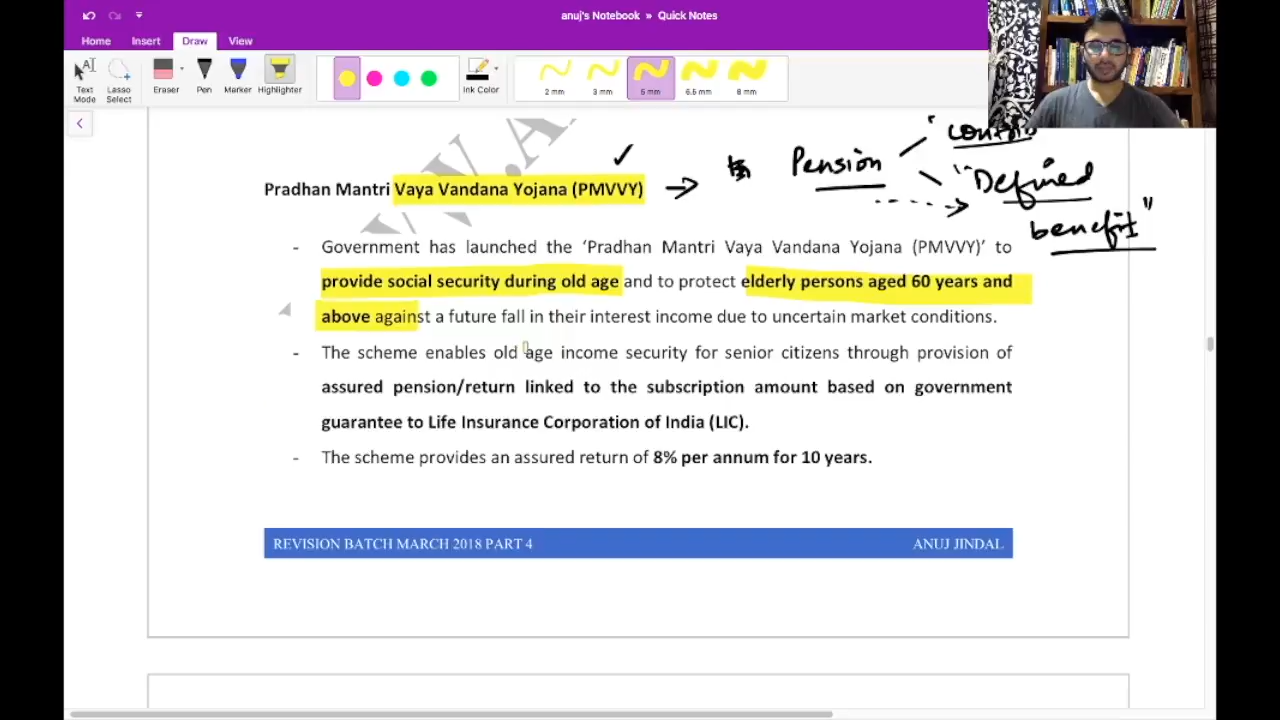 anuj's Notebook » Quick Notes
Home Insert Draw View
Text Mode
Lasso Select
Eraser
Pen
Marker
Highlighter
Ink Color
2 mm 3 mm 5 mm 6.5 mm 8 mm
Pension
"Defined
benefit"
Pradhan Mantri Vaya Vandana Yojana (PMVVY)
- Government has launched the 'Pradhan Mantri Vaya Vandana Yojana (PMVVY)' to
provide social security during old age and to protect elderly persons aged 60 years and
above against a future fall in their interest income due to uncertain market conditions.
- The scheme enables old age income security for senior citizens through provision of
assured pension/return linked to the subscription amount based on government
guarantee to Life Insurance Corporation of India (LIC).
- The scheme provides an assured return of 8% per annum for 10 years.
REVISION BATCH MARCH 2018 PART 4 ANUJ JINDAL